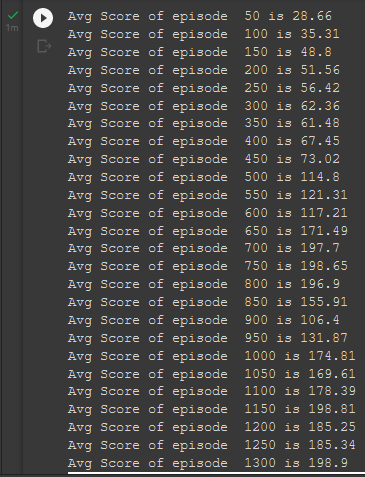 1m
Avg Score of episode  50 is 28.66
Avg Score of episode  100 is 35.31
Avg Score of episode  150 is 48.8
Avg Score of episode  200 is 51.56
Avg Score of episode  250 is 56.42
Avg Score of episode  300 is 62.36
Avg Score of episode  350 is 61.48
Avg Score of episode  400 is 67.45
Avg Score of episode  450 is 73.02
Avg Score of episode  500 is 114.8
Avg Score of episode  550 is 121.31
Avg Score of episode  600 is 117.21
Avg Score of episode  650 is 171.49
Avg Score of episode  700 is 197.7
Avg Score of episode  750 is 198.65
Avg Score of episode  800 is 196.9
Avg Score of episode  850 is 155.91
Avg Score of episode  900 is 106.4
Avg Score of episode  950 is 131.87
Avg Score of episode  1000 is 174.81
Avg Score of episode  1050 is 169.61
Avg Score of episode  1100 is 178.39
Avg Score of episode  1150 is 198.81
Avg Score of episode  1200 is 185.25
Avg Score of episode  1250 is 185.34
Avg Score of episode  1300 is 198.9